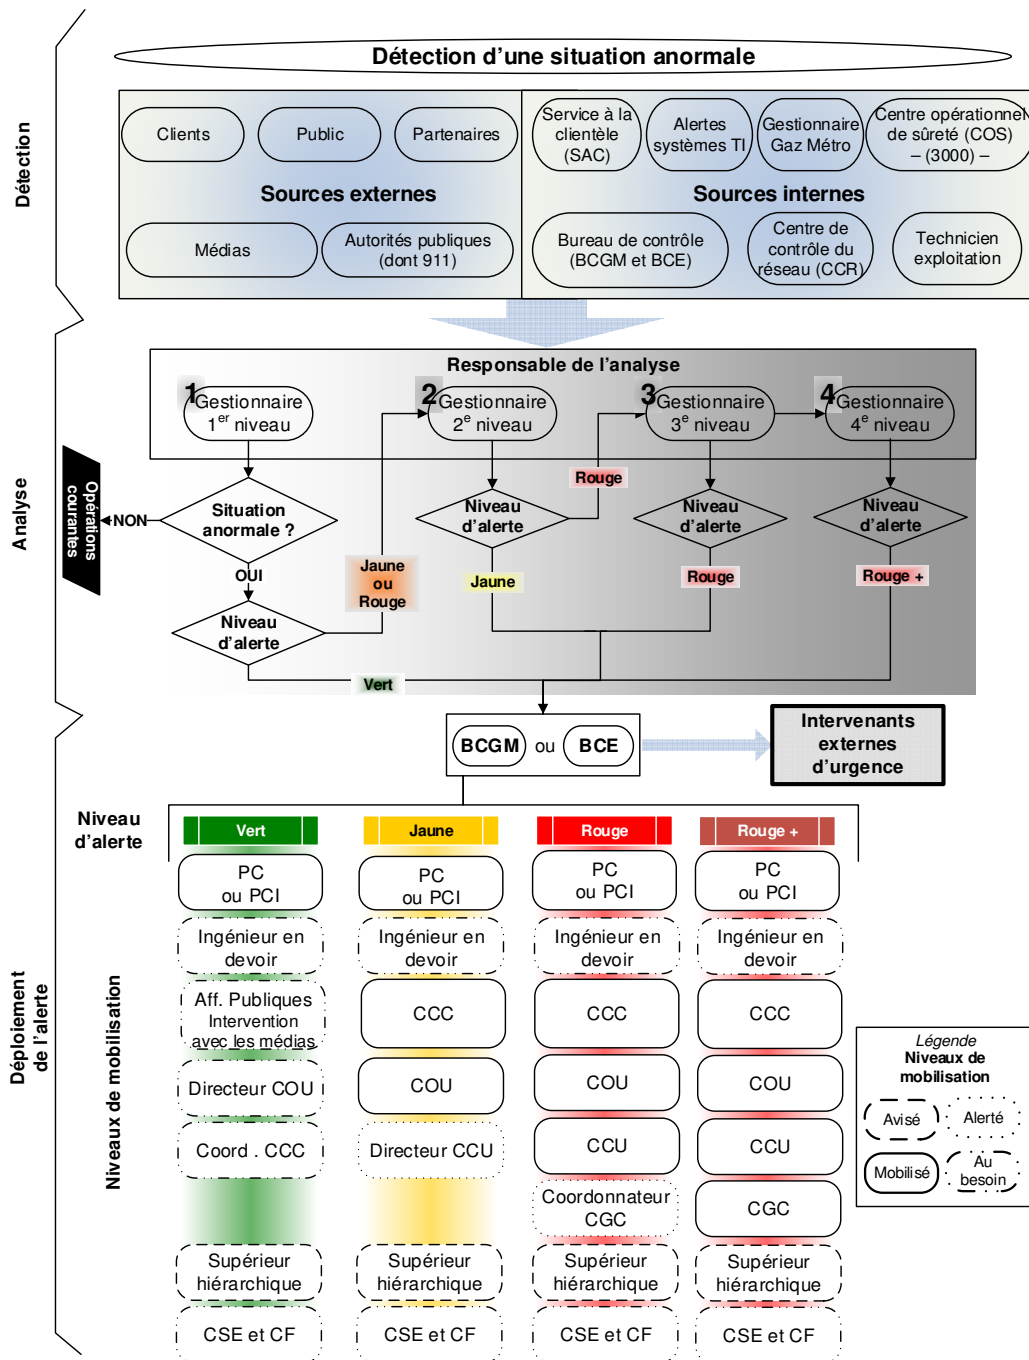 Détection d'une situation anormale
Détection
Clients
Public
Partenaires
Sources externes
Médias
Autorités publiques
(dont 911)
Service à la
clientèle
(SAC)
Alertes
systèmes TI
Gestionnaire
Gaz Métro
Centre opérationnel
de sûreté (COS)
– (3000) –
Sources internes
Bureau de contrôle
(BCGM et BCE)
Centre de
contrôle du
réseau (CCR)
Technicien
exploitation
Analyse
Responsable de l'analyse
1
Gestionnaire
1er niveau
2
Gestionnaire
2e niveau
3
Gestionnaire
3e niveau
4
Gestionnaire
4e niveau
Opérations
courantes
NON
Situation
anormale ?
OUI
Niveau
d'alerte
Jaune
ou
Rouge
Niveau
d'alerte
Rouge
Jaune
Niveau
d'alerte
Rouge
Niveau
d'alerte
Rouge +
Vert
BCGM ou BCE
Intervenants
externes
d'urgence
Déploiement
de l'alerte
Niveau
d'alerte
Niveaux de mobilisation
Vert
PC
ou PCI
Ingénieur en
devoir
Aff. Publiques
Intervention
avec les médias
Directeur COU
Coord . CCC
Supérieur
hiérarchique
CSE et CF
Jaune
PC
ou PCI
Ingénieur en
devoir
CCC
COU
Directeur CCU
Supérieur
hiérarchique
CSE et CF
Rouge
PC
ou PCI
Ingénieur en
devoir
CCC
COU
CCU
Coordonnateur
CGC
Supérieur
hiérarchique
CSE et CF
Rouge +
PC
ou PCI
Ingénieur en
devoir
CCC
COU
CCU
CGC
Supérieur
hiérarchique
CSE et CF
Légende
Niveaux de
mobilisation
Avisé
Alerté
Mobilisé
Au
besoin